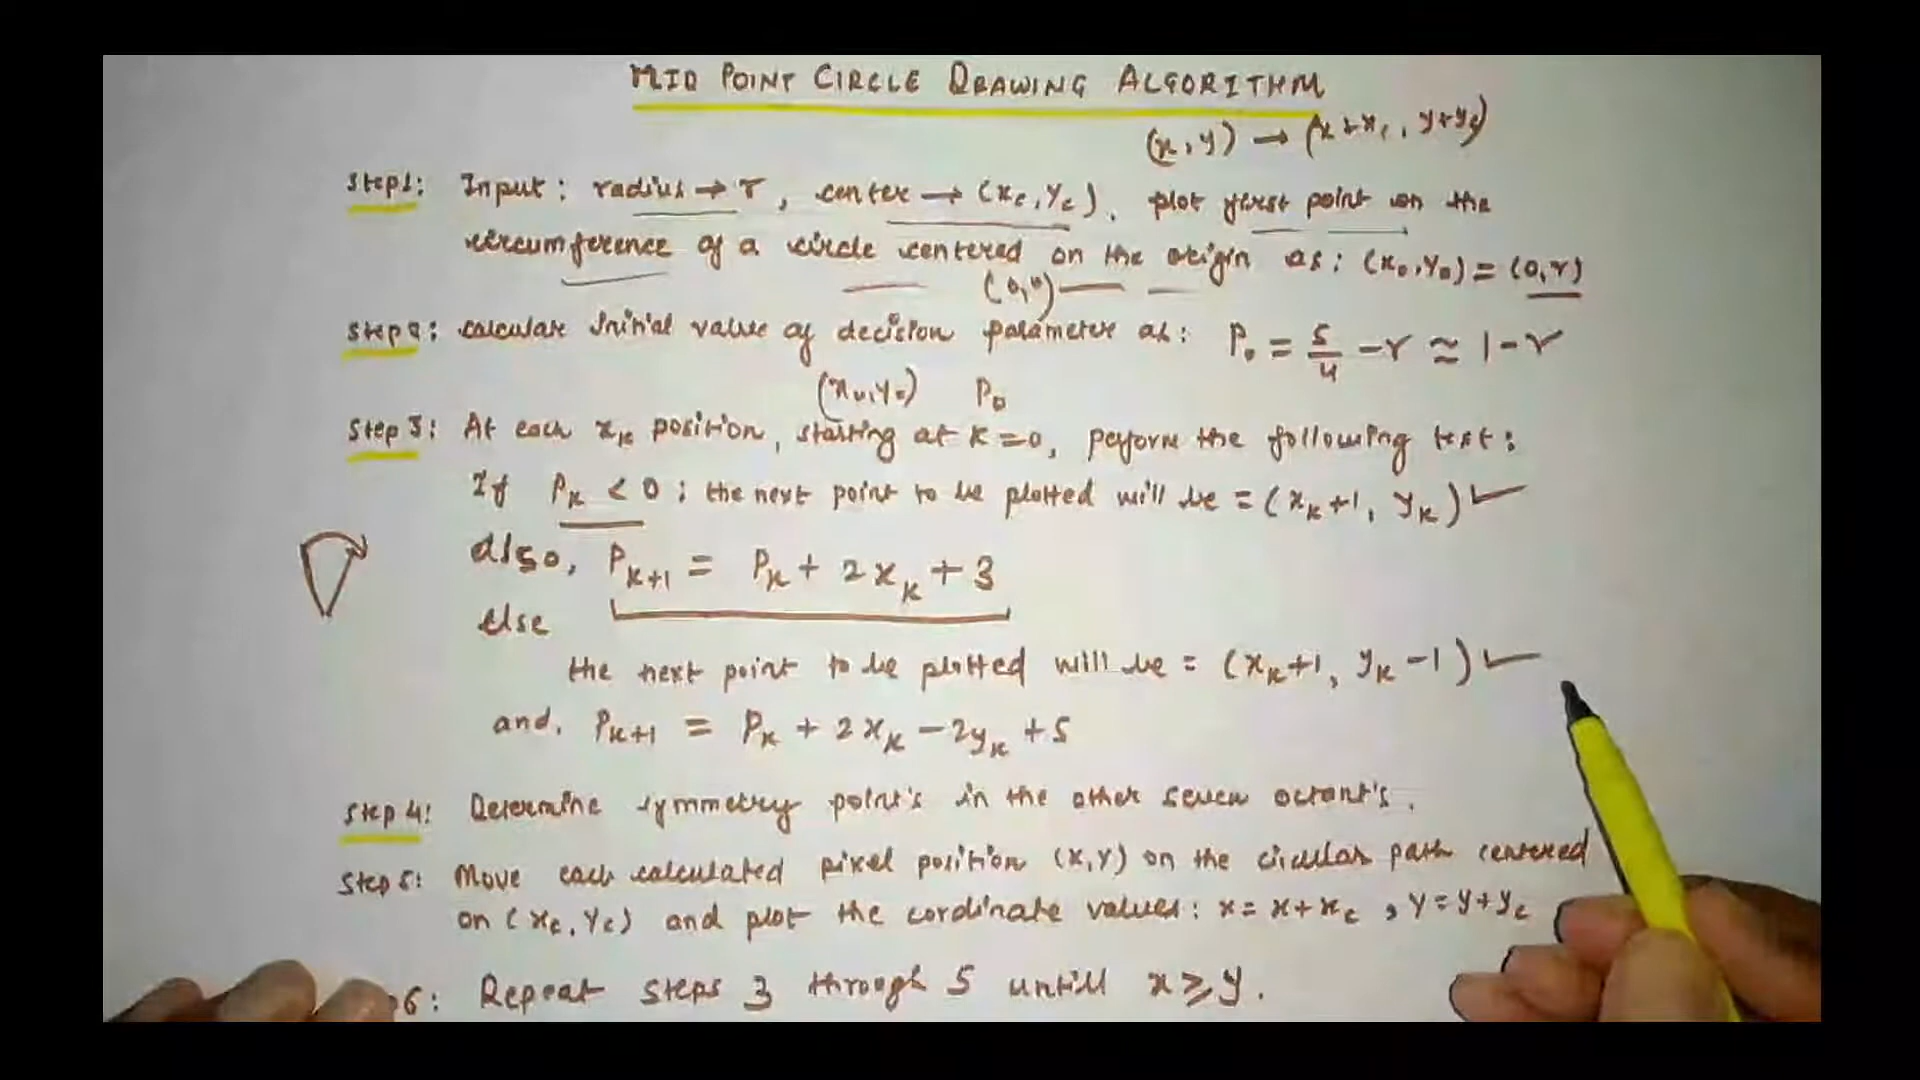 MID POINT CIRCLE DRAWING ALGORITHM
(x,y) → (x+xc, y+yc)
Step1: Input: radius → r, center → (xc,yc). plot first point on the
circumference of a circle centered on the origin as: (x0,y0) = (0,r)
(0,0)
Step2: calculate Initial value of decision parameter as: P0 = 5/4 - r ≈ 1-r
(x0,y0) P0
Step 3: At each xk position, starting at k=0, perform the following test:
If Pk < 0 : the next point to be plotted will be = (xk+1, yk)
also, Pk+1 = Pk + 2xk + 3
else
the next point to be plotted will be = (xk+1, yk-1)
and. Pk+1 = Pk + 2xk - 2yk + 5
Step 4: Determine symmetry point's in the other seven octant's.
Step 5: Move each calculated pixel position (x,y) on the circular path centered
on (xc,yc) and plot the cordinate values: x = x+xc, y = y+yc
6: Repeat steps 3 through 5 untill x ≥ y.